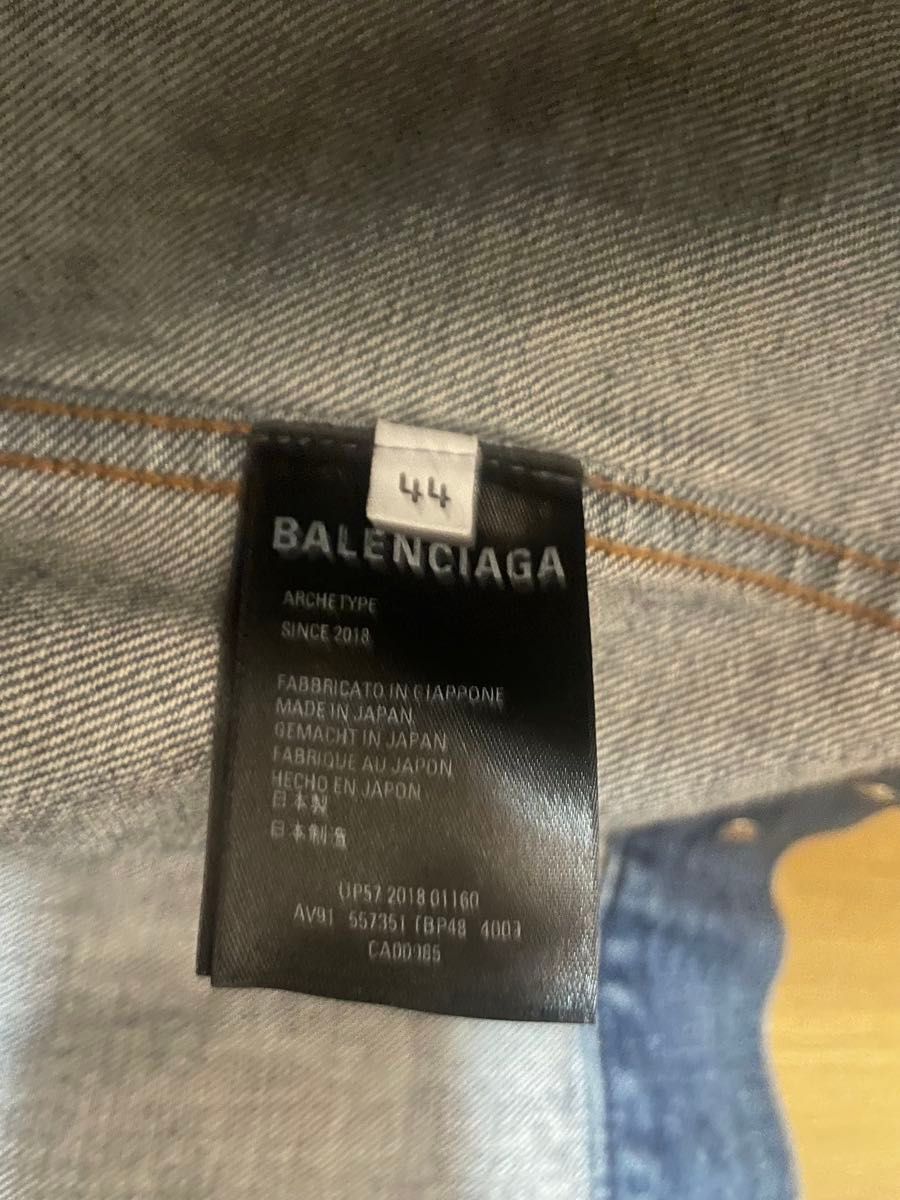 44
BALENCIAGA
ARCHETYPE
SINCE 2018
FABBRICATO IN GIAPPONE
MADE IN JAPAN
GEMACHT IN JAPAN
FABRIQUE AU JAPON
HECHO EN JAPON
日本製
日本制造
UP57 2018 01160
AV91 557351 TBP48 4003